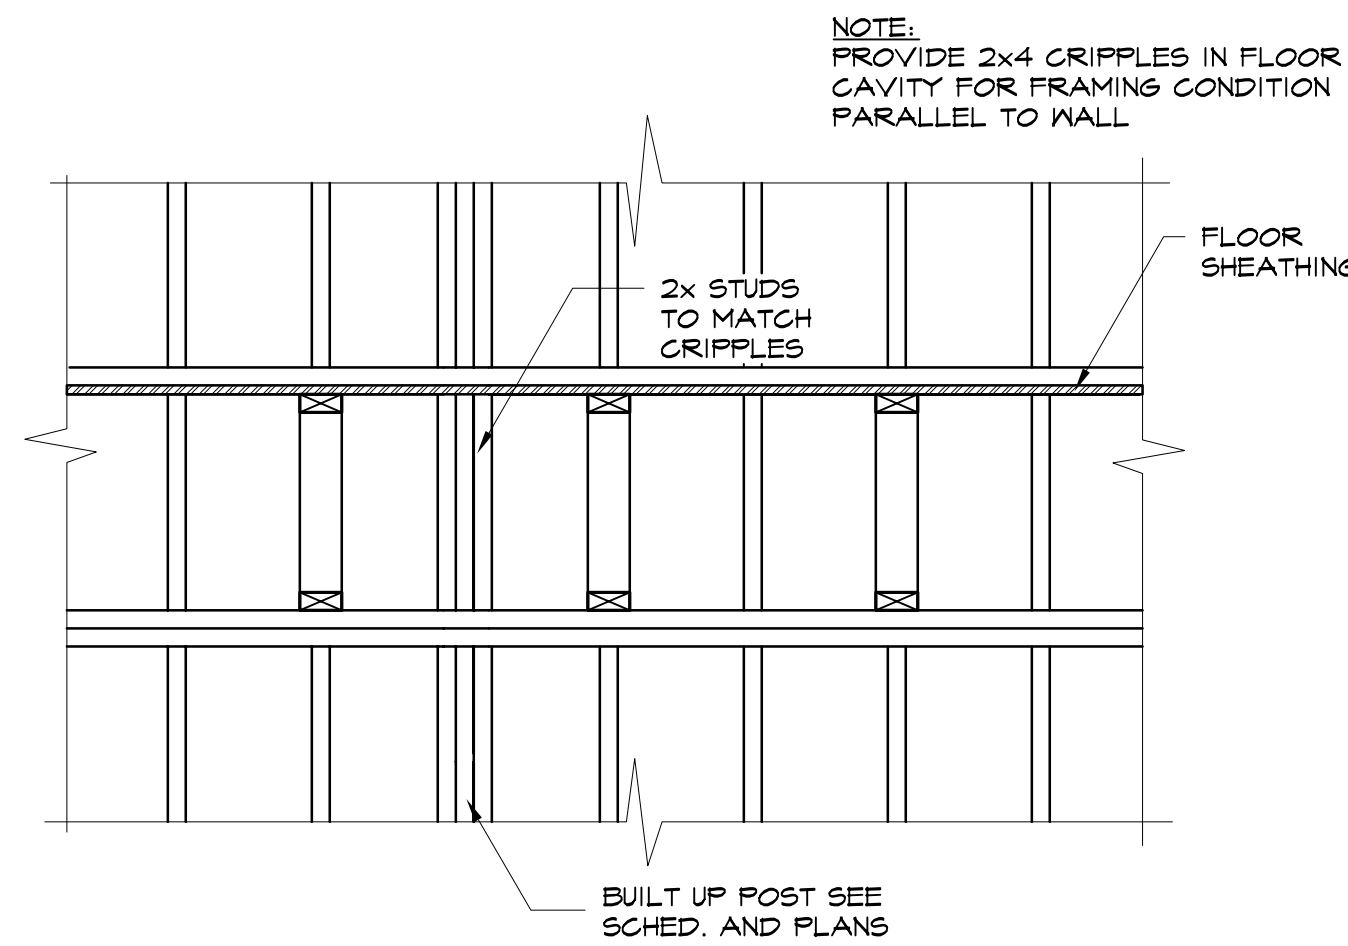 NOTE:
PROVIDE 2x4 CRIPPLES IN FLOOR
CAVITY FOR FRAMING CONDITION
PARALLEL TO WALL
FLOOR
SHEATHING
2x STUDS
TO MATCH
CRIPPLES
BUILT UP POST SEE
SCHED. AND PLANS